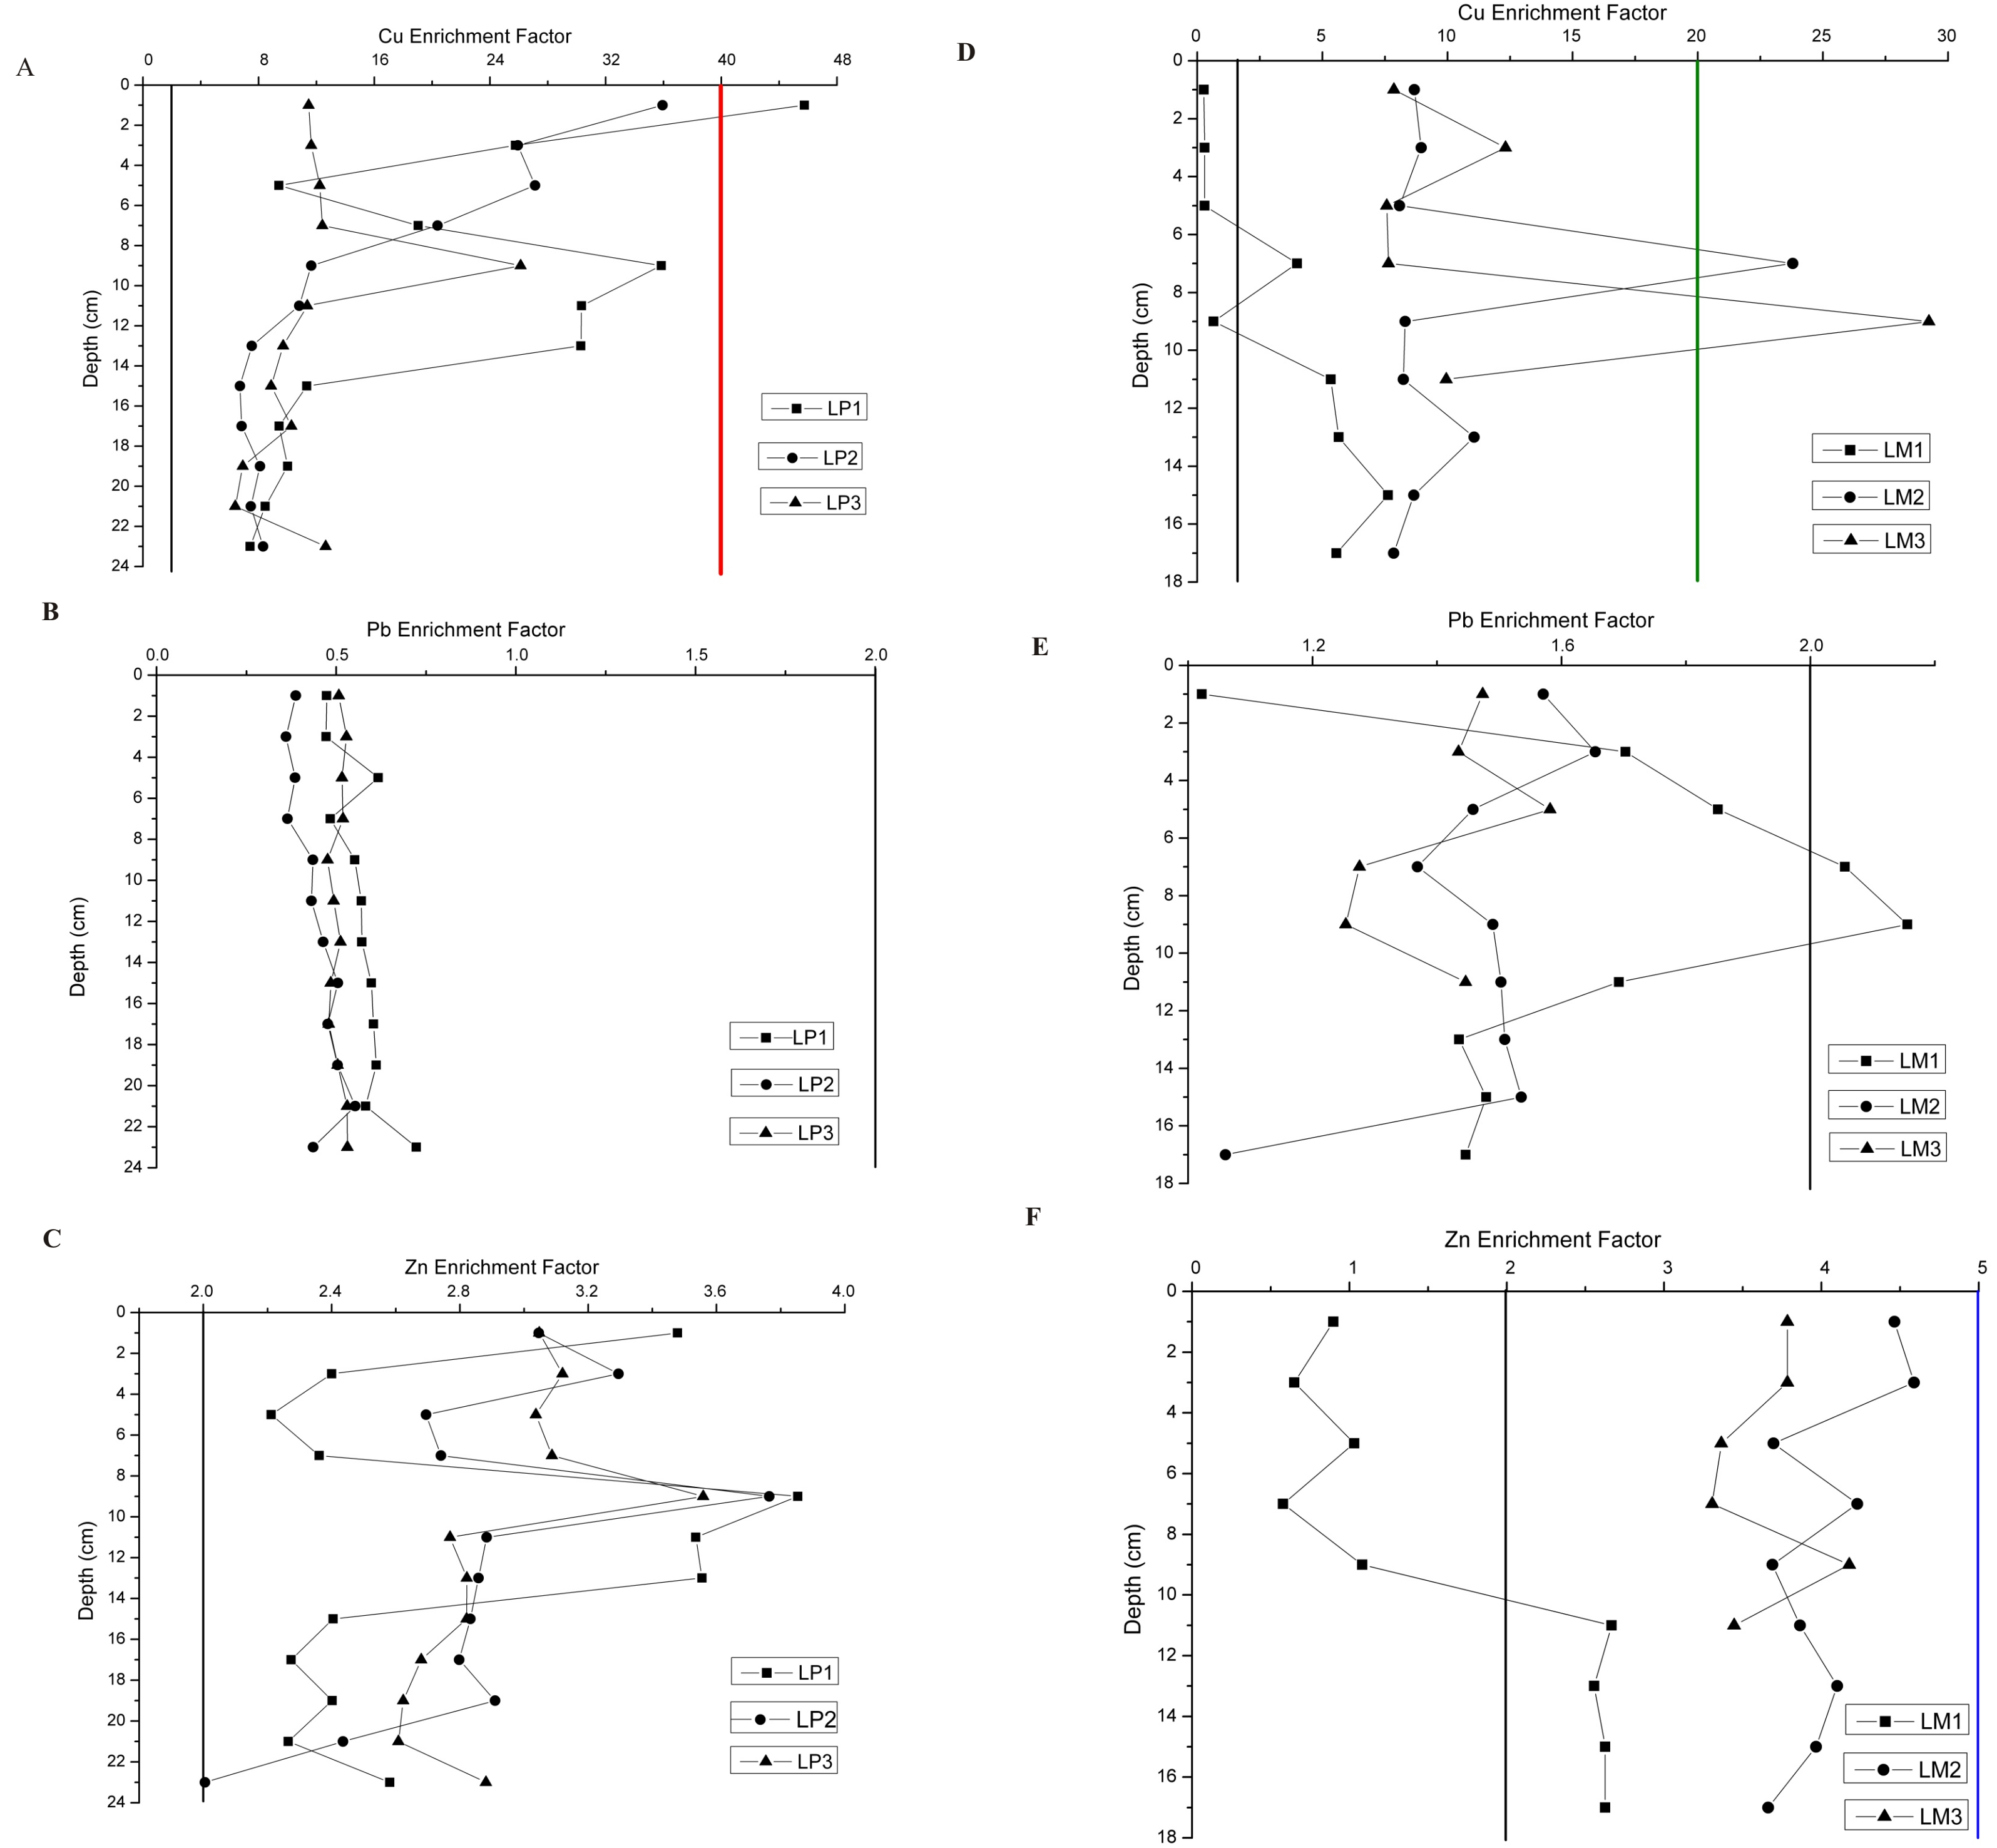 A
Cu Enrichment Factor
0 8 16 24 32 40 48
0
2
4
6
8
10
12
14
16
18
20
22
24
Depth (cm)
LP1
LP2
LP3
B
Pb Enrichment Factor
0.0 0.5 1.0 1.5 2.0
0
2
4
6
8
10
12
14
16
18
20
22
24
Depth (cm)
LP1
LP2
LP3
C
Zn Enrichment Factor
2.0 2.4 2.8 3.2 3.6 4.0
0
2
4
6
8
10
12
14
16
18
20
22
24
Depth (cm)
LP1
LP2
LP3
D
Cu Enrichment Factor
0 5 10 15 20 25 30
0
2
4
6
8
10
12
14
16
18
Depth (cm)
LM1
LM2
LM3
E
Pb Enrichment Factor
1.2 1.6 2.0
0
2
4
6
8
10
12
14
16
18
Depth (cm)
LM1
LM2
LM3
F
Zn Enrichment Factor
0 1 2 3 4 5
0
2
4
6
8
10
12
14
16
18
Depth (cm)
LM1
LM2
LM3